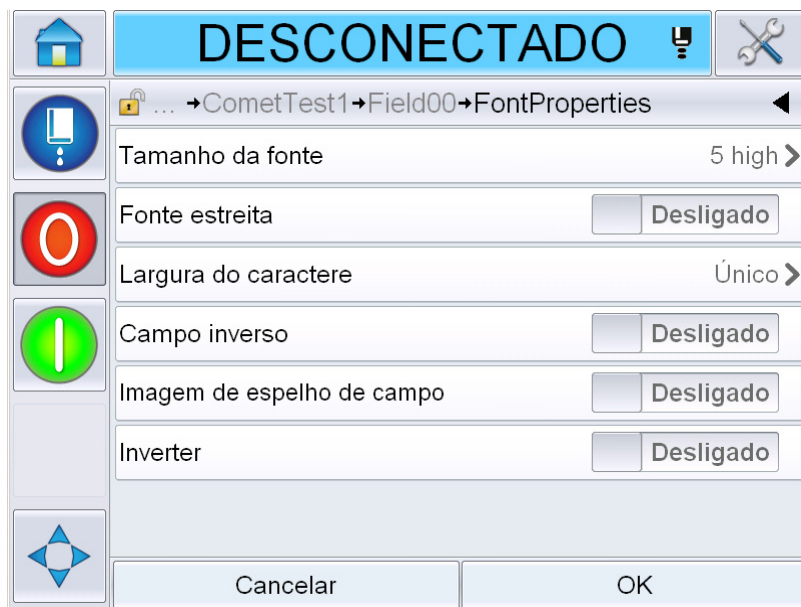 DESCONECTADO
... →CometTest1→Field00→FontProperties
Tamanho da fonte 5 high
Fonte estreita Desligado
Largura do caractere Único
Campo inverso Desligado
Imagem de espelho de campo Desligado
Inverter Desligado
Cancelar OK